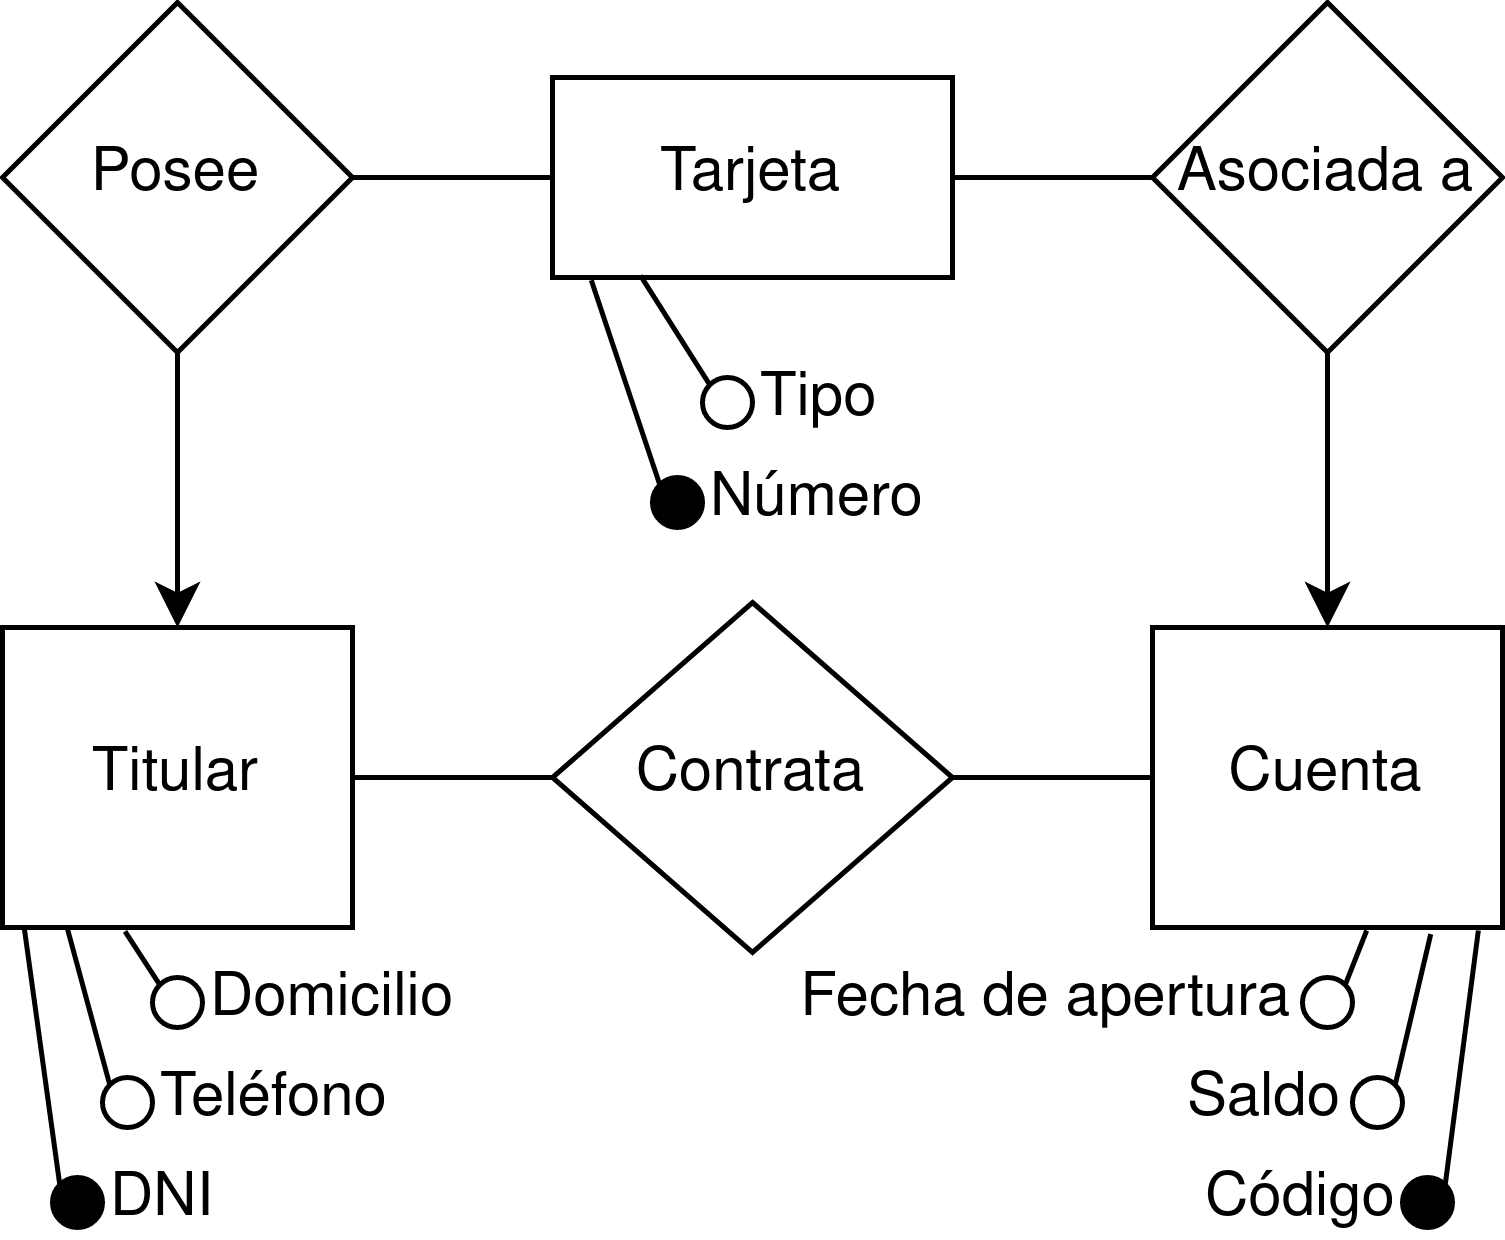 Posee
Tarjeta
Asociada a
Tipo
Número
Titular
Contrata
Cuenta
Domicilio
Fecha de apertura
Teléfono
Saldo
DNI
Código